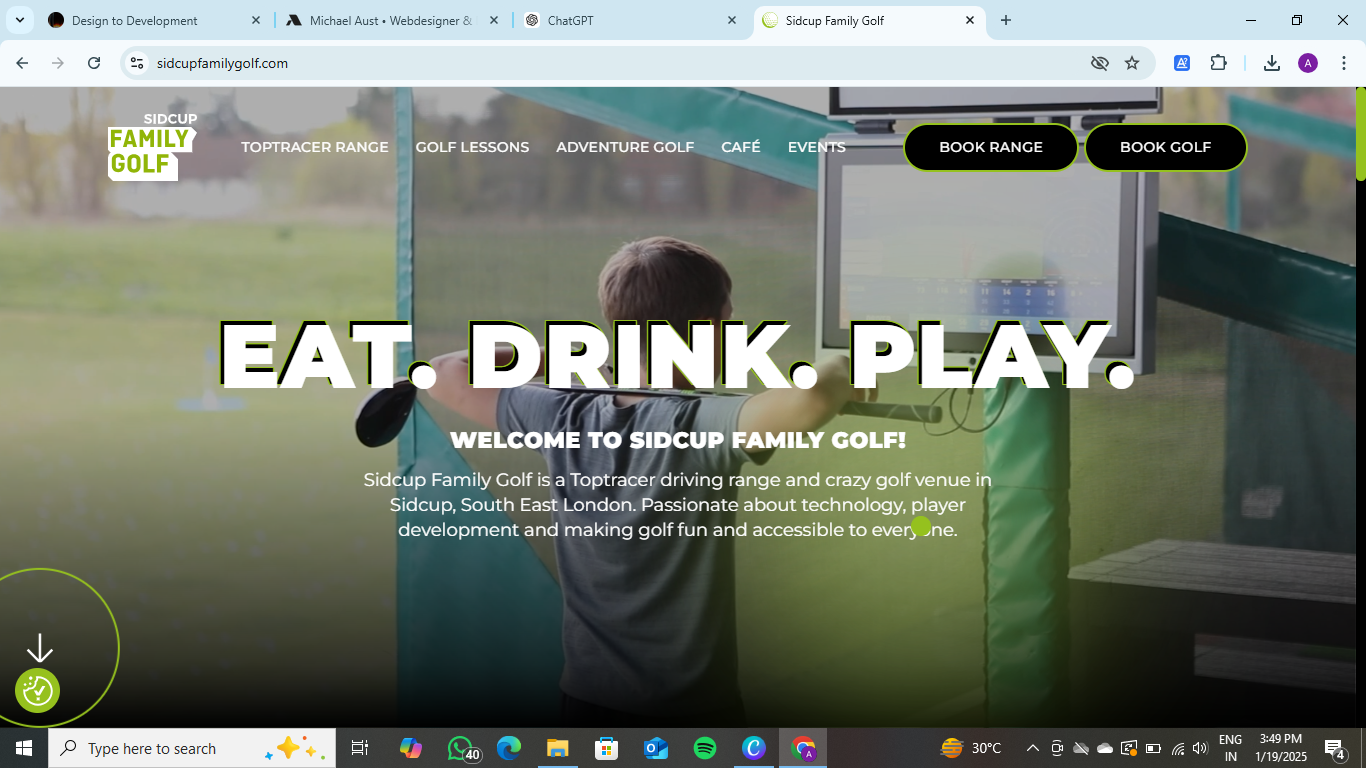 Design to Development
Michael Aust • Webdesigner &
ChatGPT
Sidcup Family Golf
sidcupfamilygolf.com
A
SIDCUP
FAMILY
GOLF
TOPTRACER RANGE
GOLF LESSONS
ADVENTURE GOLF
CAFÉ
EVENTS
BOOK RANGE
BOOK GOLF
EAT. DRINK. PLAY.
WELCOME TO SIDCUP FAMILY GOLF!
Sidcup Family Golf is a Toptracer driving range and crazy golf venue in
Sidcup, South East London. Passionate about technology, player
development and making golf fun and accessible to everyone.
Type here to search
40
A
30°C
ENG
IN
3:49 PM
1/19/2025
4